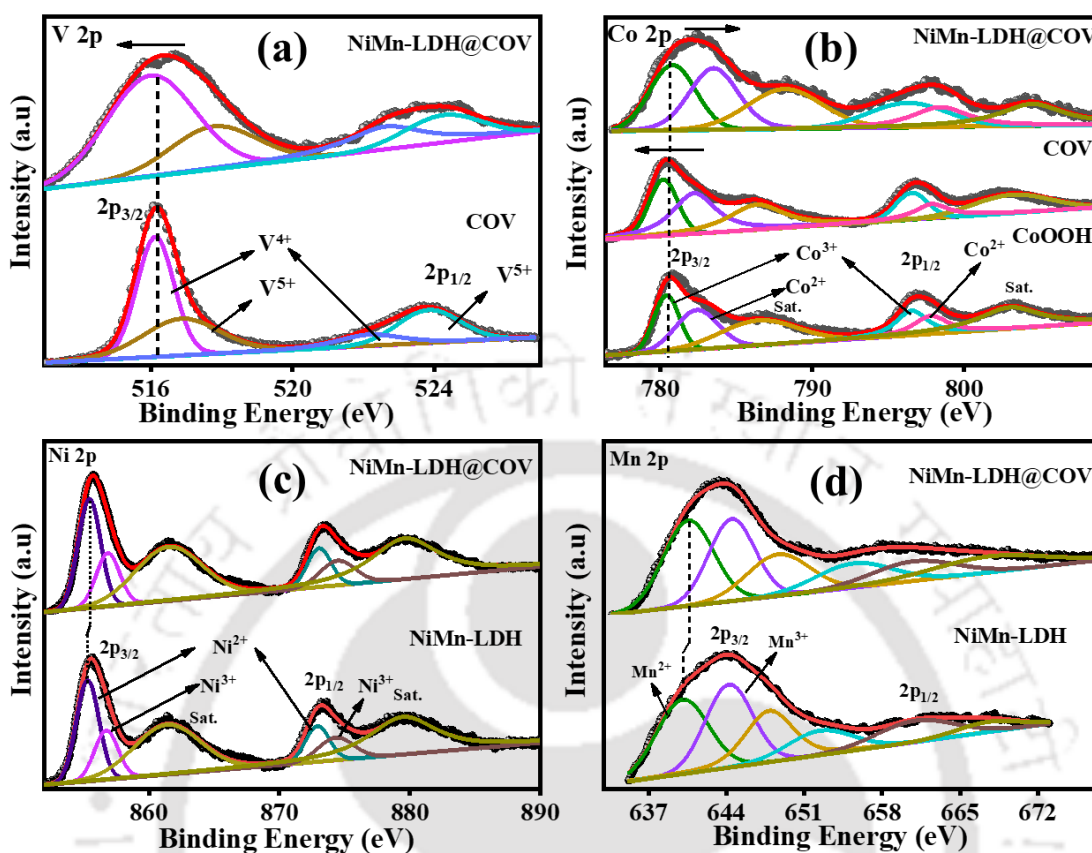 V 2p
(a)
NiMn-LDH@COV
2p3/2
COV
V4+
V5+
2p1/2
V5+
Intensity (a.u)
516 520 524
Binding Energy (eV)
Co 2p
NiMn-LDH@COV
(b)
COV
CoOOH
2p3/2
Co3+
2p1/2
Co2+
Co2+
Sat.
Sat.
Intensity (a.u)
780 790 800
Binding Energy (eV)
Ni 2p
NiMn-LDH@COV
(c)
NiMn-LDH
2p3/2
Ni2+
Ni3+
2p1/2
Ni3+
Sat.
Sat.
Intensity (a.u)
860 870 880 890
Binding Energy (eV)
Mn 2p
NiMn-LDH@COV
(d)
NiMn-LDH
2p3/2
Mn3+
Mn2+
2p1/2
Intensity (a.u)
637 644 651 658 665 672
Binding Energy (eV)